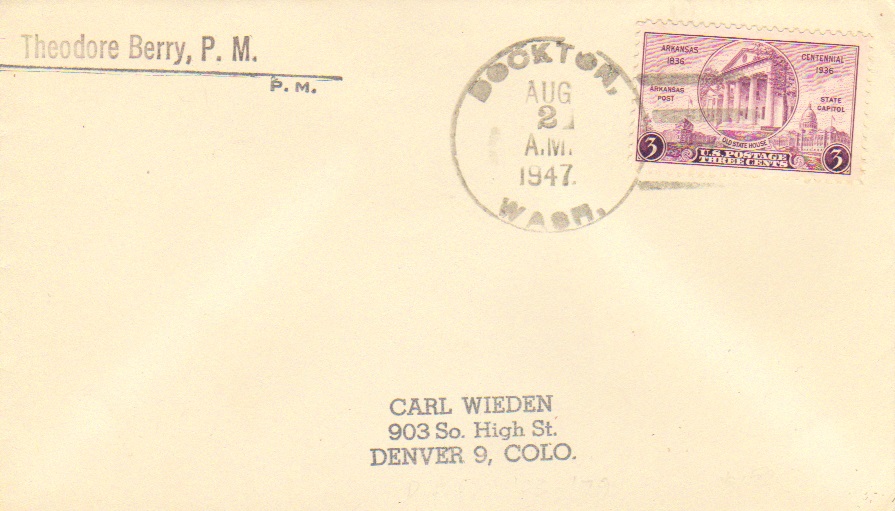 Theodore Berry, P. M.
P. M.
DOCKTON,
AUG
2
A.M.
1947
WASH.
ARKANSAS
1836
CENTENNIAL
1936
ARKANSAS
POST
STATE
CAPITOL
OLD STATE HOUSE
3 U.S. POSTAGE 3
THREE CENTS
CARL WIEDEN
903 So. High St.
DENVER 9, COLO.